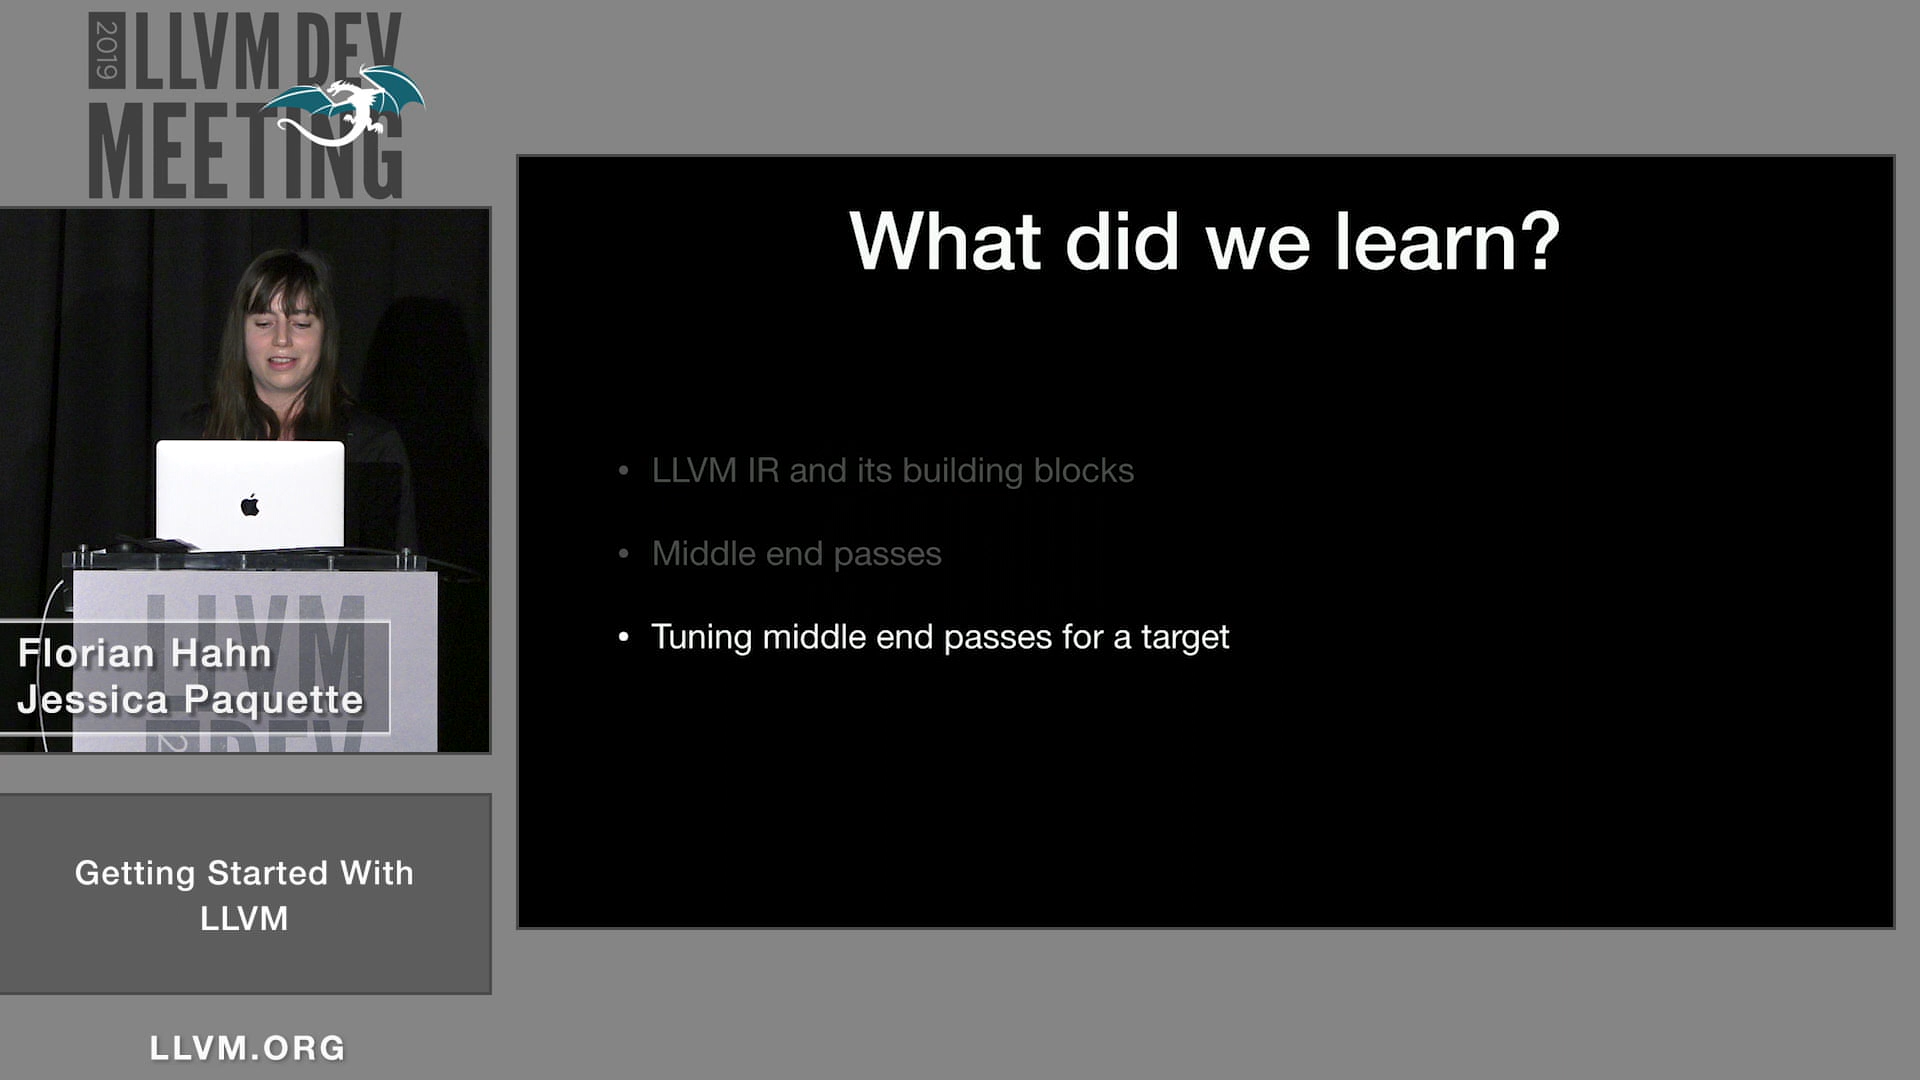 2019
LLVM DEV
MEETING
What did we learn?
• LLVM IR and its building blocks
• Middle end passes
• Tuning middle end passes for a target
LLVM
Florian Hahn
Jessica Paquette
Getting Started With
LLVM
LLVM.ORG